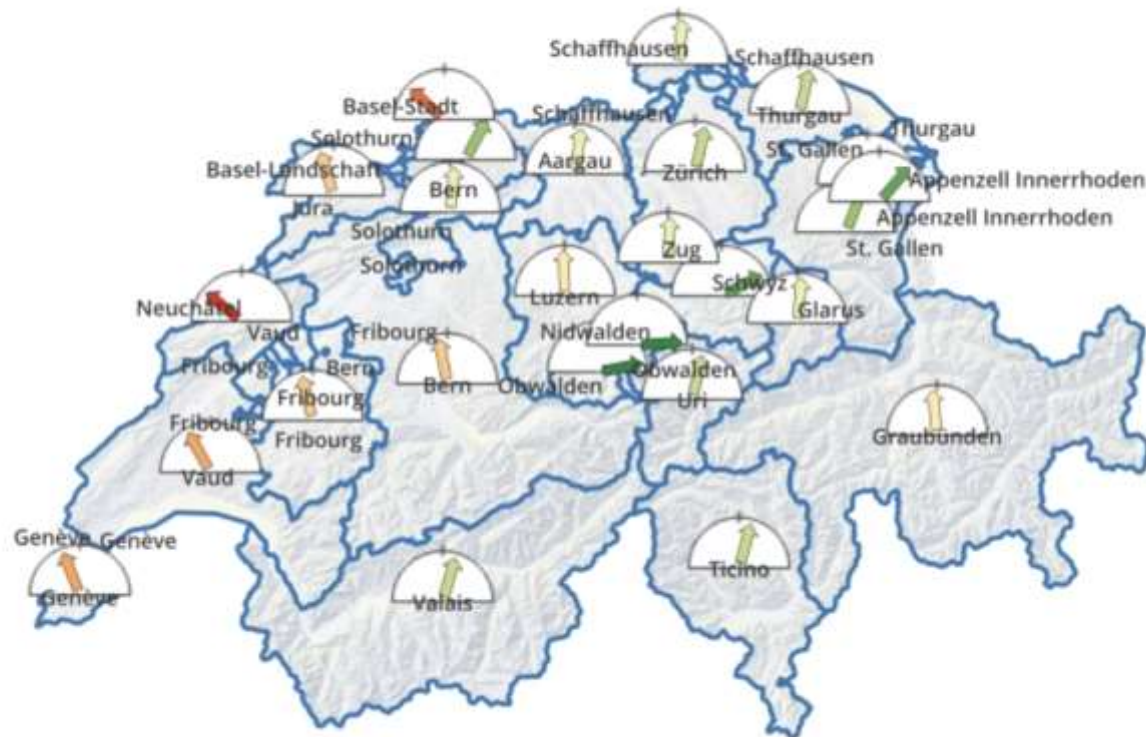 Schaffhausen
Schaffhausen
Basel-Stadt
Schaffhausen
Thurgau
Thurgau
Solothurn
St. Gallen
Aargau
Zürich
Basel-Landschaft
Appenzell Innerrhoden
Bern
Jura
Appenzell Innerrhoden
Solothurn
St. Gallen
Zug
Solothurn
Schwyz
Luzern
Neuchâtel
Glarus
Vaud
Fribourg
Nidwalden
Fribourg
Bern
Obwalden
Bern
Obwalden
Fribourg
Uri
Fribourg
Fribourg
Graubünden
Vaud
Genève
Genève
Ticino
Genève
Valais